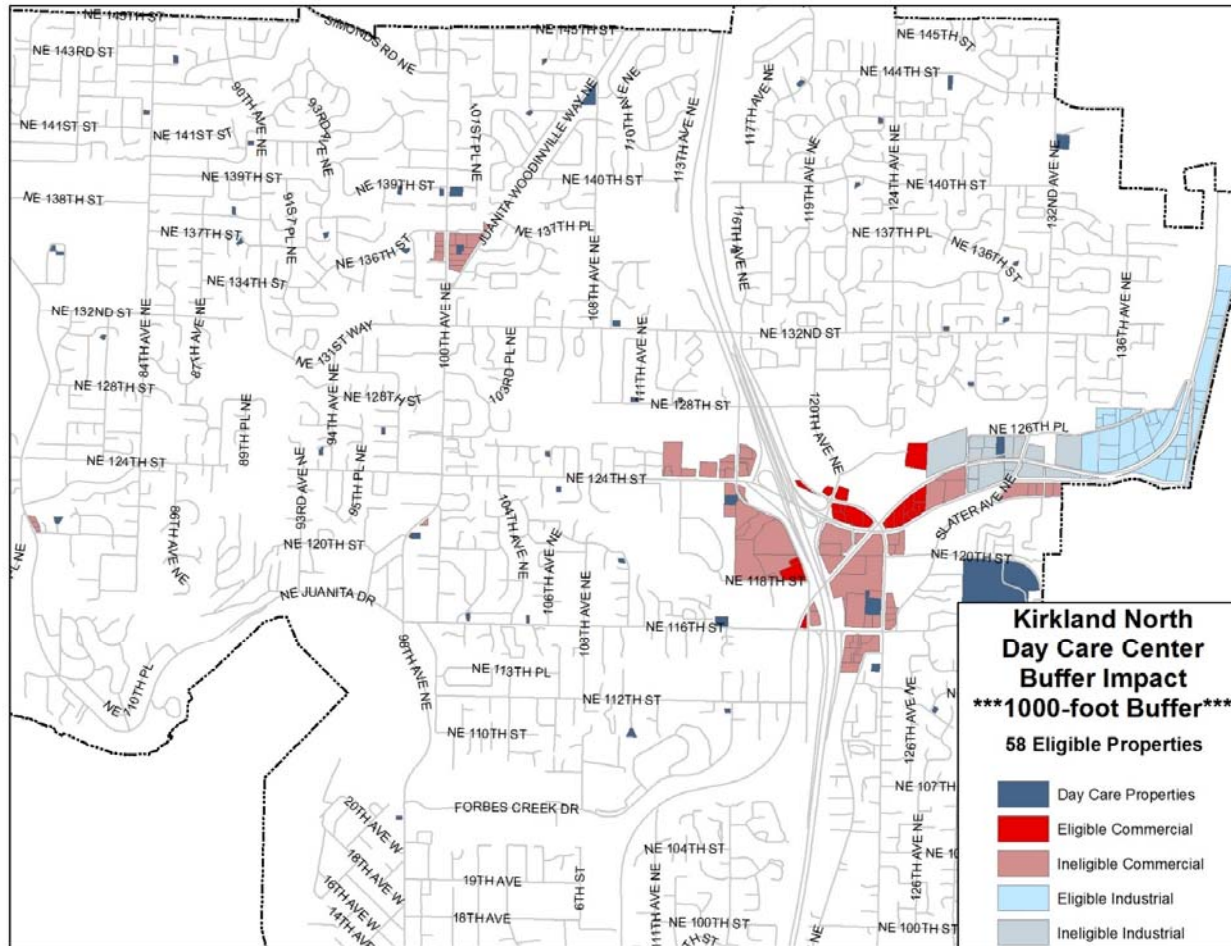 NE 145TH ST
SIMONDS RD NE
NE 145TH ST
NE 145TH ST
NE 143RD ST
NE 144TH ST
90TH AVE NE
93RD AVE NE
107ST PL NE
JUANITA WOODINVILLE WAY NE
110TH AVE NE
113TH AVE NE
117TH AVE NE
NE 141ST ST
NE 141ST ST
119TH AVE NE
124TH AVE NE
132ND AVE NE
NE 139TH ST
NE 139TH ST
NE 140TH ST
NE 140TH ST
NE 138TH ST
91ST PL NE
116TH AVE NE
NE 137TH ST
NE 136TH ST
NE 137TH PL
NE 137TH PL
NE 136TH ST
NE 134TH ST
108TH AVE NE
NE 132ND ST
84TH AVE NE
87TH AVE NE
NE 131ST WAY
100TH AVE NE
103RD PL NE
111TH AVE NE
NE 132ND ST
136TH AVE NE
NE 128TH ST
94TH AVE NE
NE 128TH ST
NE 128TH ST
120TH AVE NE
NE 126TH PL
89TH PL NE
NE 124TH ST
95TH PL NE
93RD AVE NE
NE 124TH ST
SLATER AVE NE
86TH AVE NE
104TH AVE NE
NE 120TH ST
NE 120TH ST
106TH AVE NE
NE 118TH ST
NE JUANITA DR
108TH AVE NE
NE 116TH ST
98TH AVE NE
NE 113TH PL
NE 112TH ST
126TH AVE NE
NE 110TH ST
NE 107TH
FORBES CREEK DR
20TH AVE W
18TH AVE W
16TH AVE W
14TH AVE
NE 104TH ST
19TH AVE
6TH ST
18TH AVE
111TH AVE NE
126TH AVE NE
NE 100TH ST
NE 100TH ST
Kirkland North
Day Care Center
Buffer Impact
***1000-foot Buffer***
58 Eligible Properties
Day Care Properties
Eligible Commercial
Ineligible Commercial
Eligible Industrial
Ineligible Industrial